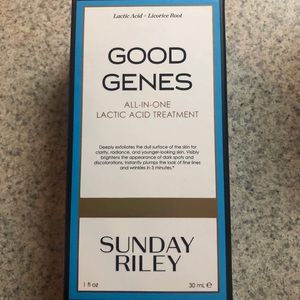 Lactic Acid + Licorice Root
GOOD
GENES
ALL-IN-ONE
LACTIC ACID TREATMENT
Deeply exfoliates the dull surface of the skin for
clarity, radiance, and younger-looking skin. Visibly
brightens the appearance of dark spots and
discolorations. Instantly plumps the look of fine lines
and wrinkles in 3 minutes.*
SUNDAY
RILEY
1 fl oz 30 mL ℮